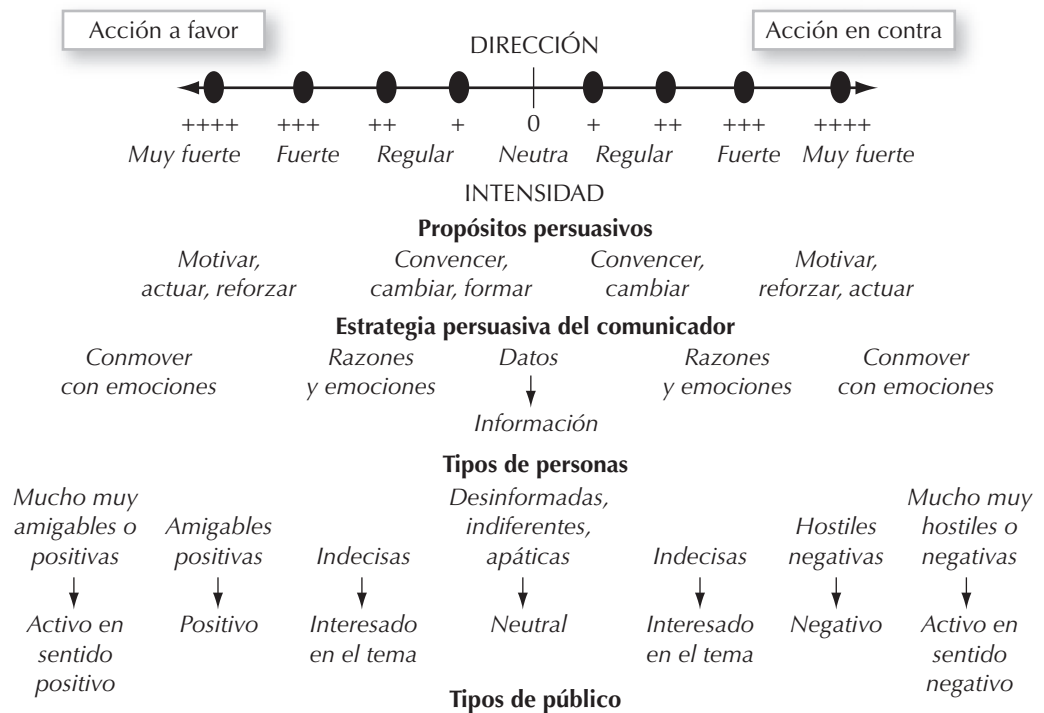 Acción a favor
Acción en contra
DIRECCIÓN
++++ +++ ++ + 0 + ++ +++ ++++
Muy fuerte Fuerte Regular Neutra Regular Fuerte Muy fuerte
INTENSIDAD
Propósitos persuasivos
Motivar, Convencer, Convencer, Motivar,
actuar, reforzar cambiar, formar cambiar reforzar, actuar
Estrategia persuasiva del comunicador
Conmover Razones Datos Razones Conmover
con emociones y emociones y emociones con emociones
Información
Tipos de personas
Mucho muy Desinformadas, Mucho muy
amigables o Amigables indiferentes, Hostiles hostiles o
positivas positivas Indecisas apáticas Indecisas negativas negativas
Activo en Positivo Interesado Neutral Interesado Negativo Activo en
sentido en el tema en el tema sentido
positivo negativo
Tipos de público